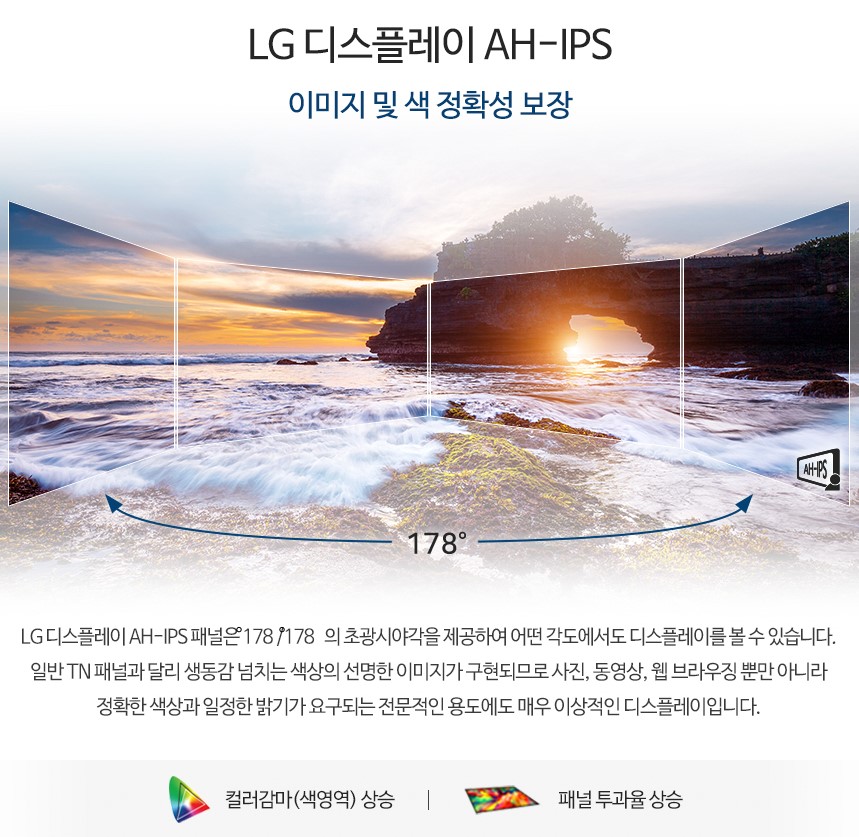 LG 디스플레이 AH-IPS
이미지 및 색 정확성 보장
AH-IPS
178°
LG 디스플레이 AH-IPS 패널은°178 /°178 의 초광시야각을 제공하여 어떤 각도에서도 디스플레이를 볼 수 있습니다.
일반 TN 패널과 달리 생동감 넘치는 색상의 선명한 이미지가 구현되므로 사진, 동영상, 웹 브라우징 뿐만 아니라
정확한 색상과 일정한 밝기가 요구되는 전문적인 용도에도 매우 이상적인 디스플레이입니다.
컬러감마(색영역) 상승 | 패널 투과율 상승